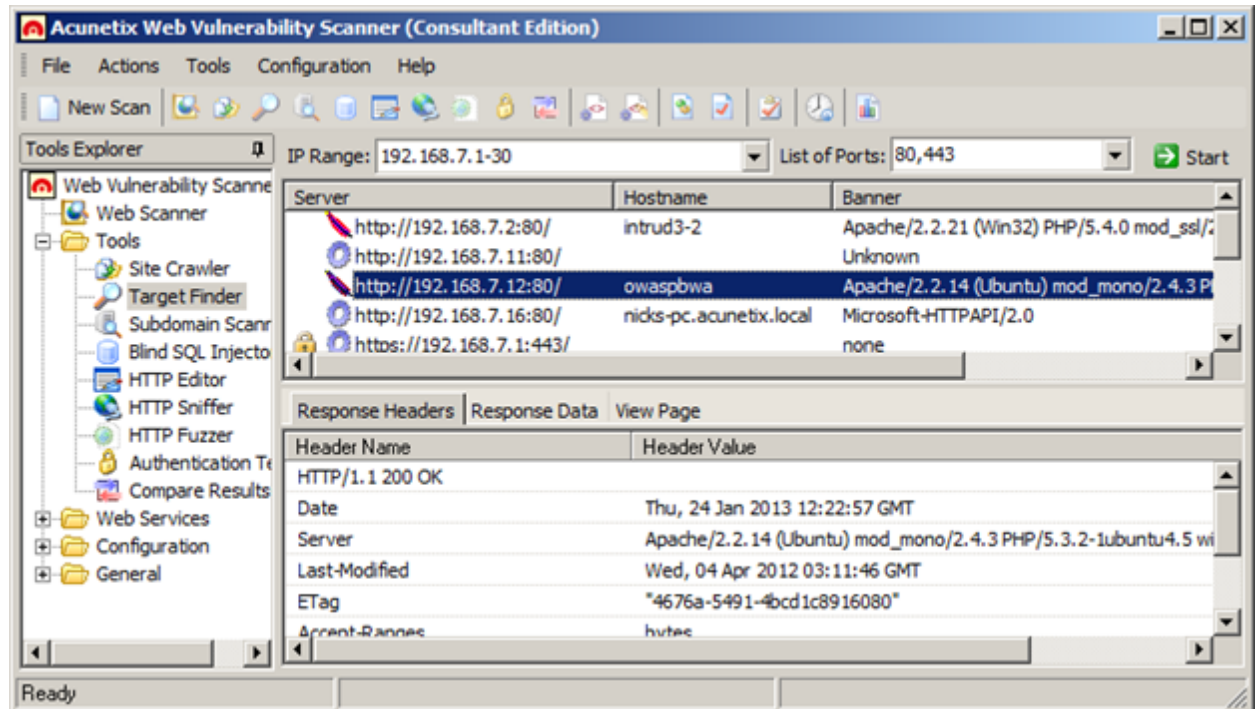 Acunetix Web Vulnerability Scanner (Consultant Edition)
File Actions Tools Configuration Help
New Scan
Tools Explorer
IP Range: 192.168.7.1-30 List of Ports: 80,443 Start
Web Vulnerability Scanne
Web Scanner
Tools
Site Crawler
Target Finder
Subdomain Scanr
Blind SQL Injecto
HTTP Editor
HTTP Sniffer
HTTP Fuzzer
Authentication Te
Compare Results
Web Services
Configuration
General
Server Hostname Banner
http://192.168.7.2:80/ intrud3-2 Apache/2.2.21 (Win32) PHP/5.4.0 mod_ssl/2
http://192.168.7.11:80/ Unknown
http://192.168.7.12:80/ owaspbwa Apache/2.2.14 (Ubuntu) mod_mono/2.4.3 P
http://192.168.7.16:80/ nicks-pc.acunetix.local Microsoft-HTTPAPI/2.0
https://192.168.7.1:443/ none
Response Headers Response Data View Page
Header Name Header Value
HTTP/1.1 200 OK
Date Thu, 24 Jan 2013 12:22:57 GMT
Server Apache/2.2.14 (Ubuntu) mod_mono/2.4.3 PHP/5.3.2-1ubuntu4.5 wi
Last-Modified Wed, 04 Apr 2012 03:11:46 GMT
ETag "4676a-5491-4bcd1c8916080"
Accept-Ranges bytes
Ready